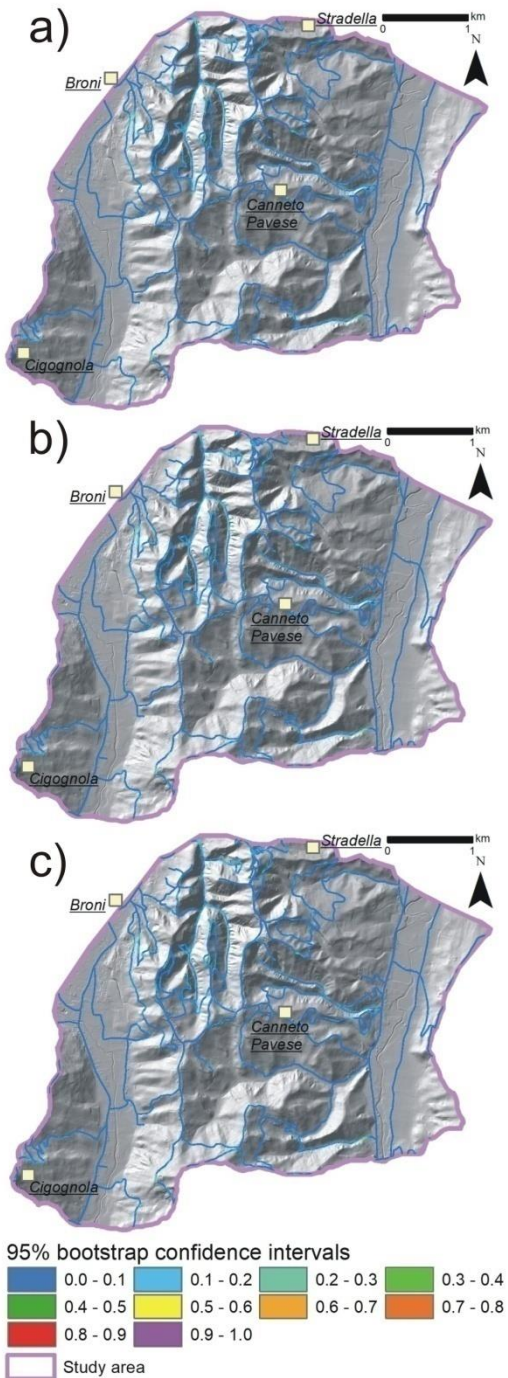 a)
Stradella
km
0 1
N
Broni
Canneto
Pavese
Cigognola
b)
Stradella
km
0 1
N
Broni
Canneto
Pavese
Cigognola
c)
Stradella
km
0 1
N
Broni
Canneto
Pavese
Cigognola
95% bootstrap confidence intervals
0.0 - 0.1 0.1 - 0.2 0.2 - 0.3 0.3 - 0.4
0.4 - 0.5 0.5 - 0.6 0.6 - 0.7 0.7 - 0.8
0.8 - 0.9 0.9 - 1.0
Study area